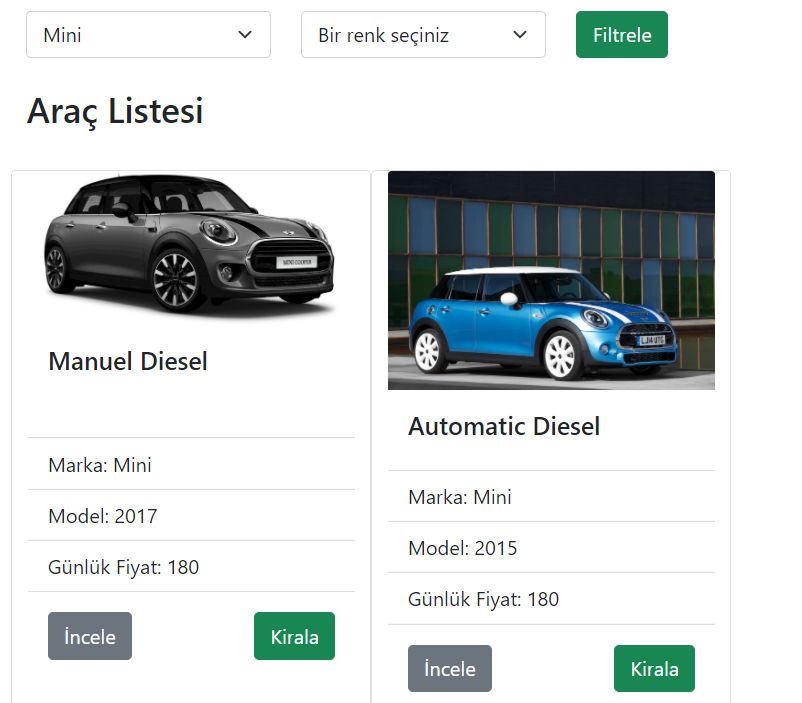 Mini
Bir renk seçiniz
Filtrele
Araç Listesi
MINI COOPER
Manuel Diesel
Marka: Mini
Model: 2017
Günlük Fiyat: 180
İncele
Kirala
LJ14 UTG
Automatic Diesel
Marka: Mini
Model: 2015
Günlük Fiyat: 180
İncele
Kirala